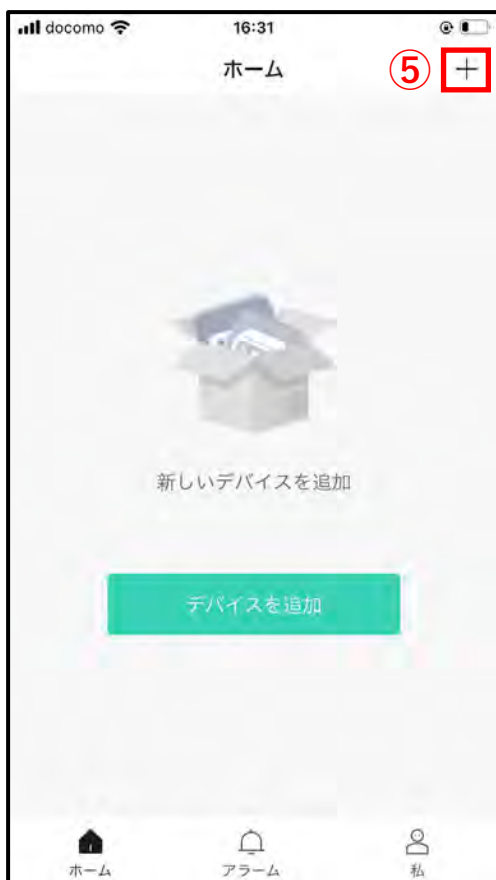 docomo 16:31
ホーム ⑤ +
新しいデバイスを追加
デバイスを追加
ホーム アラーム 私